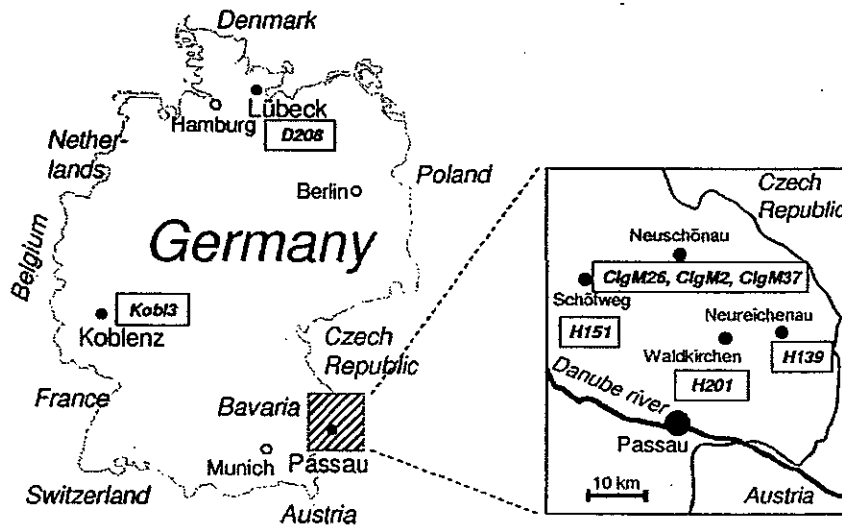 Denmark
Lübeck
Hamburg
D208
Nether-
lands
Berlin
Poland
Belgium
Germany
Kobl3
Koblenz
Czech
Republic
France
Bavaria
Munich
Passau
Switzerland
Austria
Czech
Republic
Neuschönau
ClgM26, ClgM2, ClgM37
Schölweg
H151
Neureichenau
Waldkirchen
H139
H201
Danube river
Passau
10 km
Austria